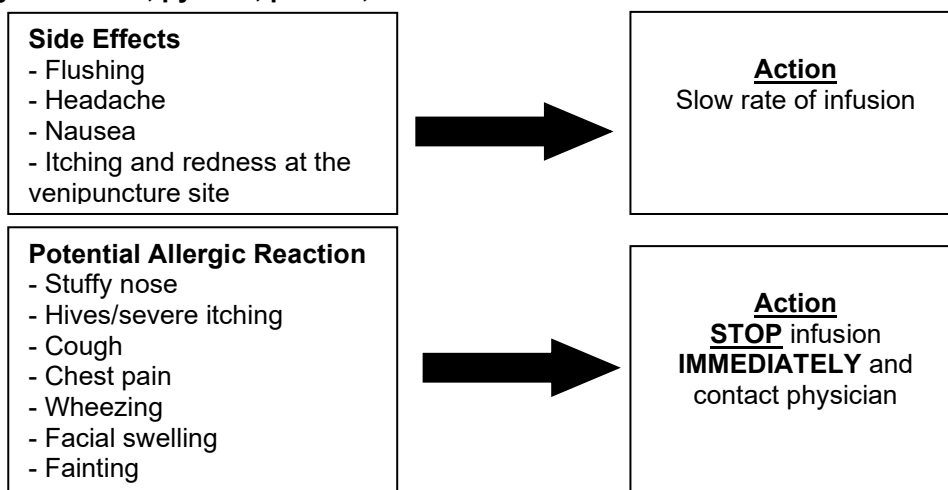 Side Effects
- Flushing
- Headache
- Nausea
- Itching and redness at the
venipuncture site
Action
Slow rate of infusion
Potential Allergic Reaction
- Stuffy nose
- Hives/severe itching
- Cough
- Chest pain
- Wheezing
- Facial swelling
- Fainting
Action
STOP infusion
IMMEDIATELY and
contact physician